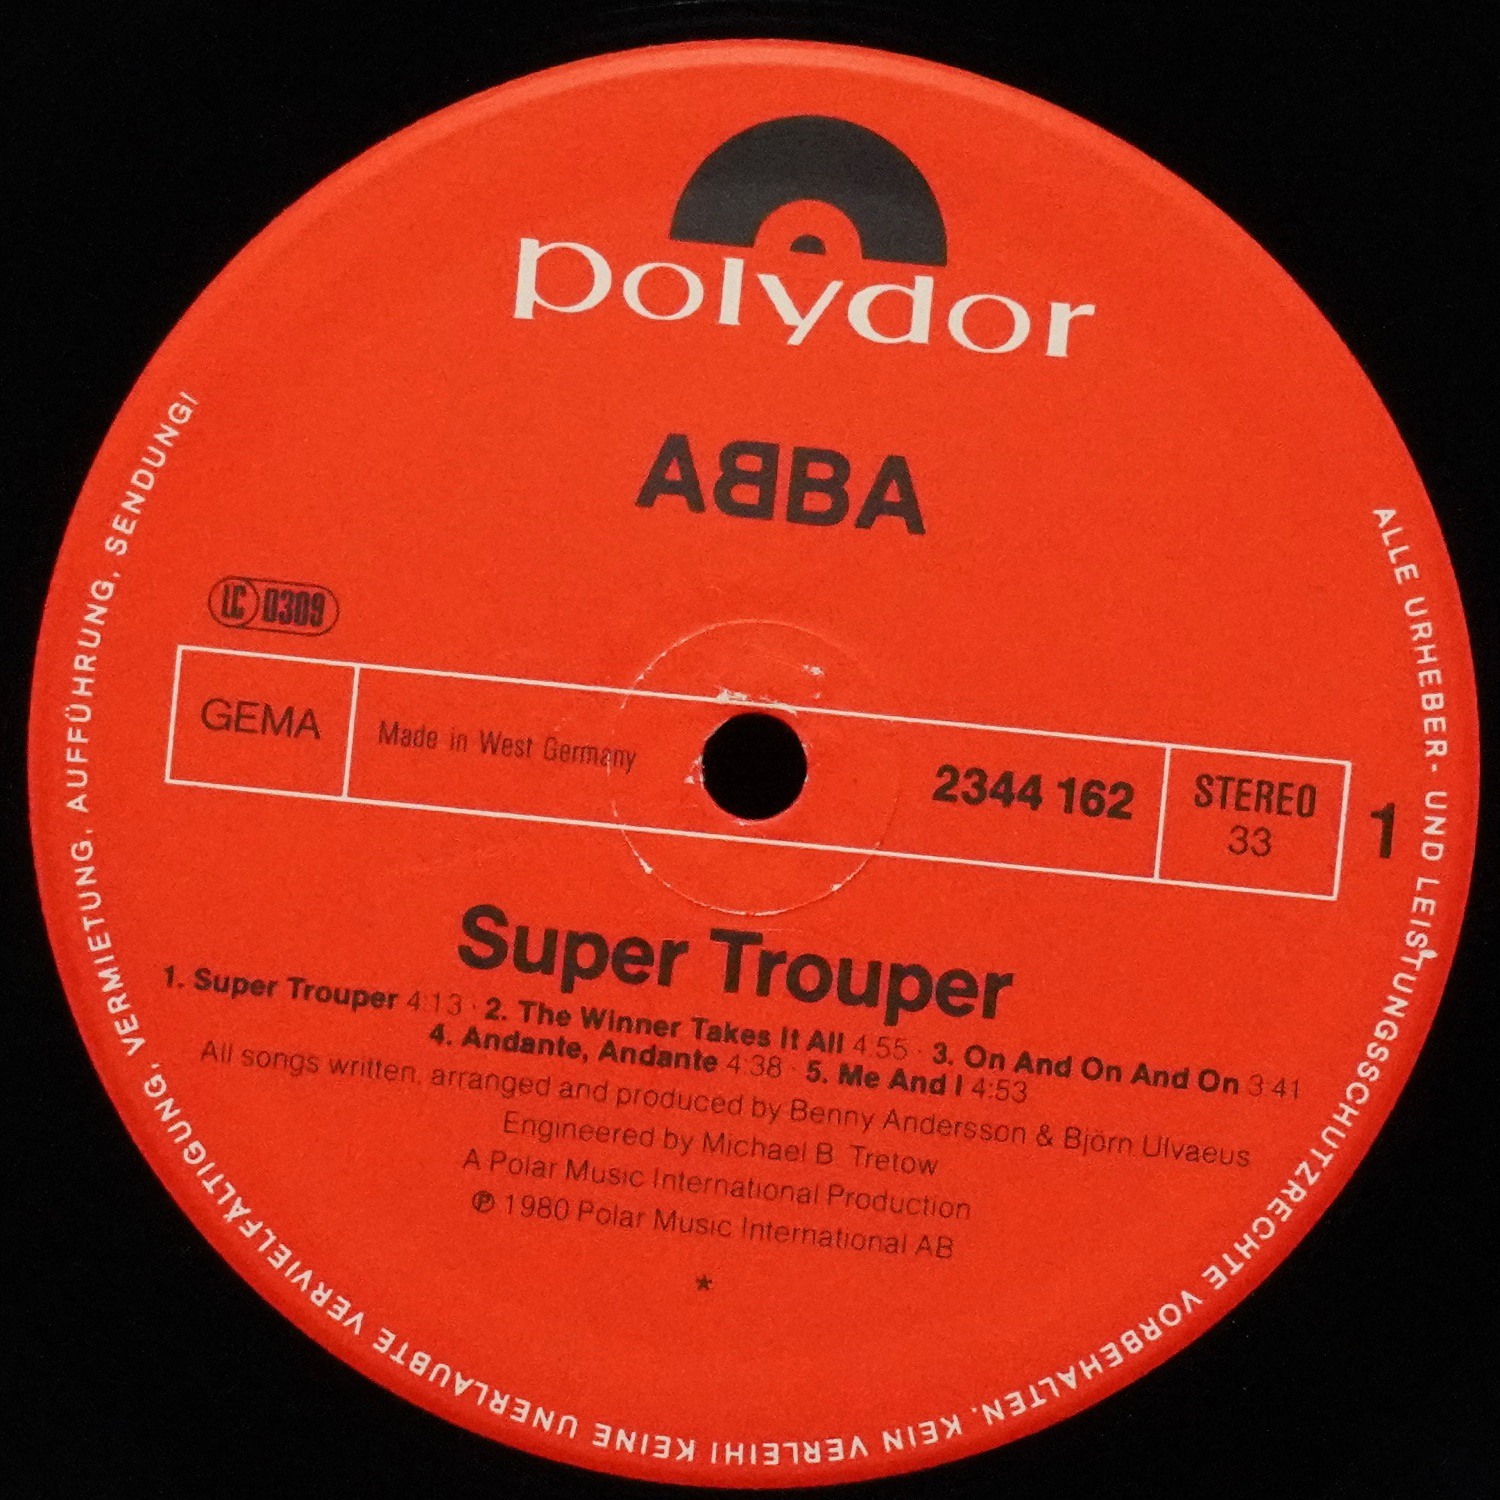 polydor
ABBA
LC 0309
GEMA
Made in West Germany
2344 162
STEREO
33
1
Super Trouper
1. Super Trouper 4:13 · 2. The Winner Takes It All 4:55 · 3. On And On And On 3:41
4. Andante, Andante 4:38 · 5. Me And I 4:53
All songs written, arranged and produced by Benny Andersson & Björn Ulvaeus
Engineered by Michael B. Tretow
A Polar Music International Production
℗ 1980 Polar Music International AB
*
ALLE URHEBER- UND LEISTUNGSSCHUTZRECHTE VORBEHALTEN. KEIN VERLEIH! KEINE UNERLAUBTE VERVIELFÄLTIGUNG, VERMIETUNG, AUFFÜHRUNG, SENDUNG!